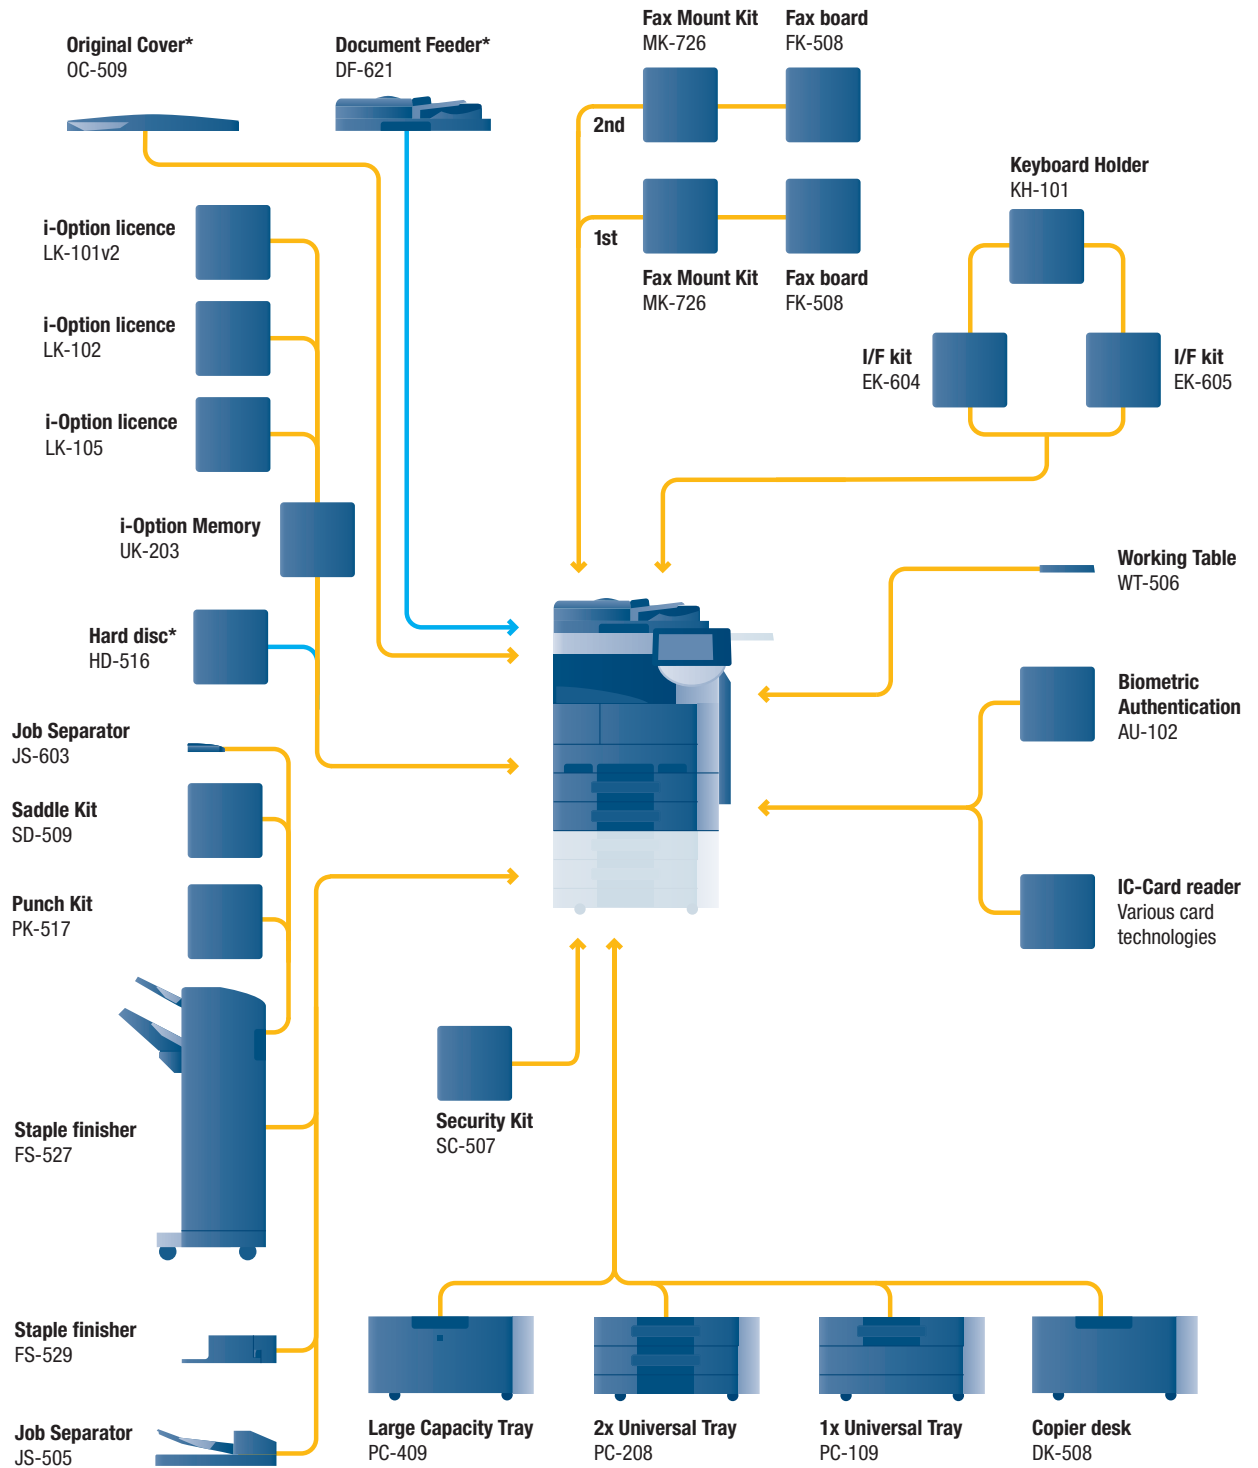 Original Cover*
OC-509
Document Feeder*
DF-621
Fax Mount Kit
MK-726
Fax board
FK-508
2nd
1st
Fax Mount Kit
MK-726
Fax board
FK-508
Keyboard Holder
KH-101
I/F kit
EK-604
I/F kit
EK-605
i-Option licence
LK-101v2
i-Option licence
LK-102
i-Option licence
LK-105
i-Option Memory
UK-203
Hard disc*
HD-516
Working Table
WT-506
Biometric
Authentication
AU-102
IC-Card reader
Various card
technologies
Job Separator
JS-603
Saddle Kit
SD-509
Punch Kit
PK-517
Staple finisher
FS-527
Security Kit
SC-507
Staple finisher
FS-529
Job Separator
JS-505
Large Capacity Tray
PC-409
2x Universal Tray
PC-208
1x Universal Tray
PC-109
Copier desk
DK-508